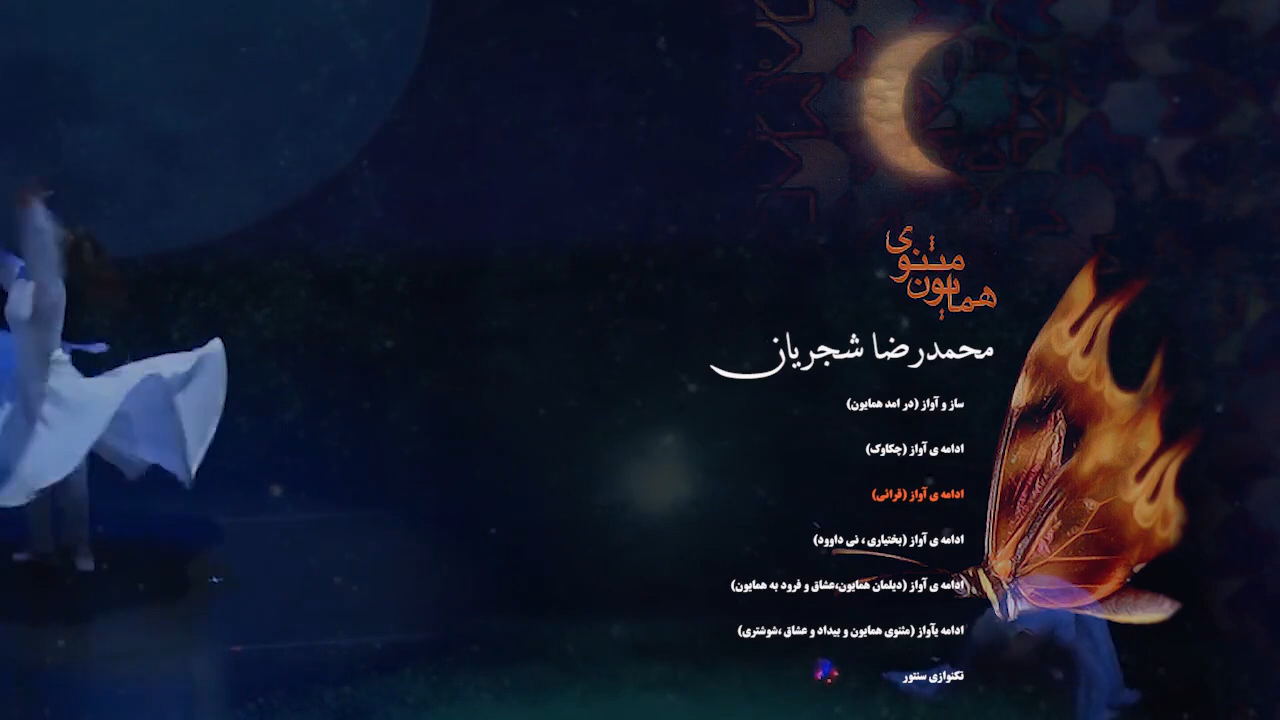 همایون مثنوی
محمدرضا شجریان
ساز و آواز (در امد همایون)
ادامه ی آواز (چکاوک)
ادامه ی آواز (قرائی)
ادامه ی آواز (بختیاری ، نی داوود)
ادامه ی آواز (دیلمان همایون،عشاق و فرود به همایون)
ادامه یآواز (مثنوی همایون و بیداد و عشاق ،شوشتری)
تکنوازی سنتور